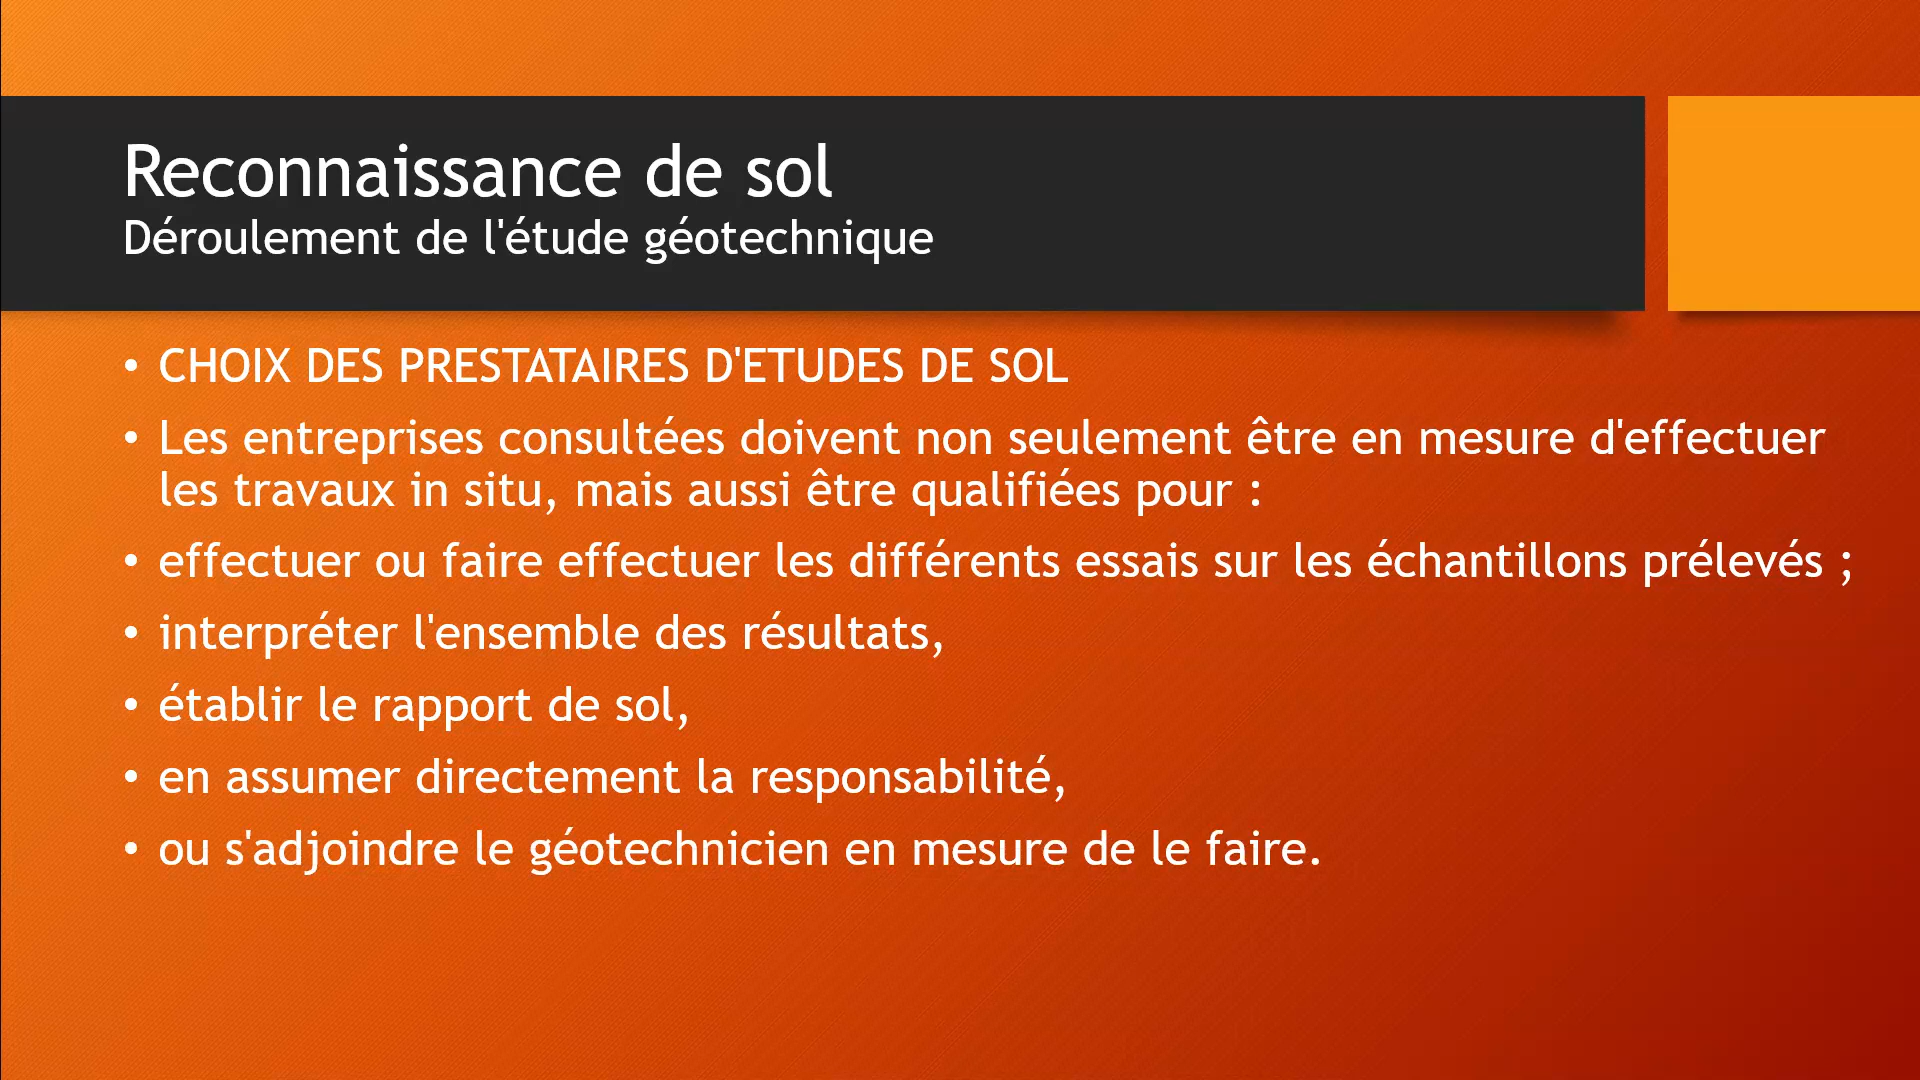 Reconnaissance de sol
Déroulement de l'étude géotechnique
• CHOIX DES PRESTATAIRES D'ETUDES DE SOL
• Les entreprises consultées doivent non seulement être en mesure d'effectuer
les travaux in situ, mais aussi être qualifiées pour :
• effectuer ou faire effectuer les différents essais sur les échantillons prélevés ;
• interpréter l'ensemble des résultats,
• établir le rapport de sol,
• en assumer directement la responsabilité,
• ou s'adjoindre le géotechnicien en mesure de le faire.